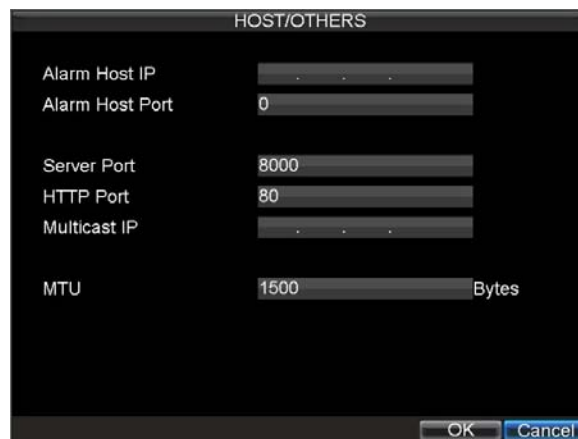 HOST/OTHERS
Alarm Host IP . . .
Alarm Host Port 0
Server Port 8000
HTTP Port 80
Multicast IP . . .
MTU 1500 Bytes
OK Cancel